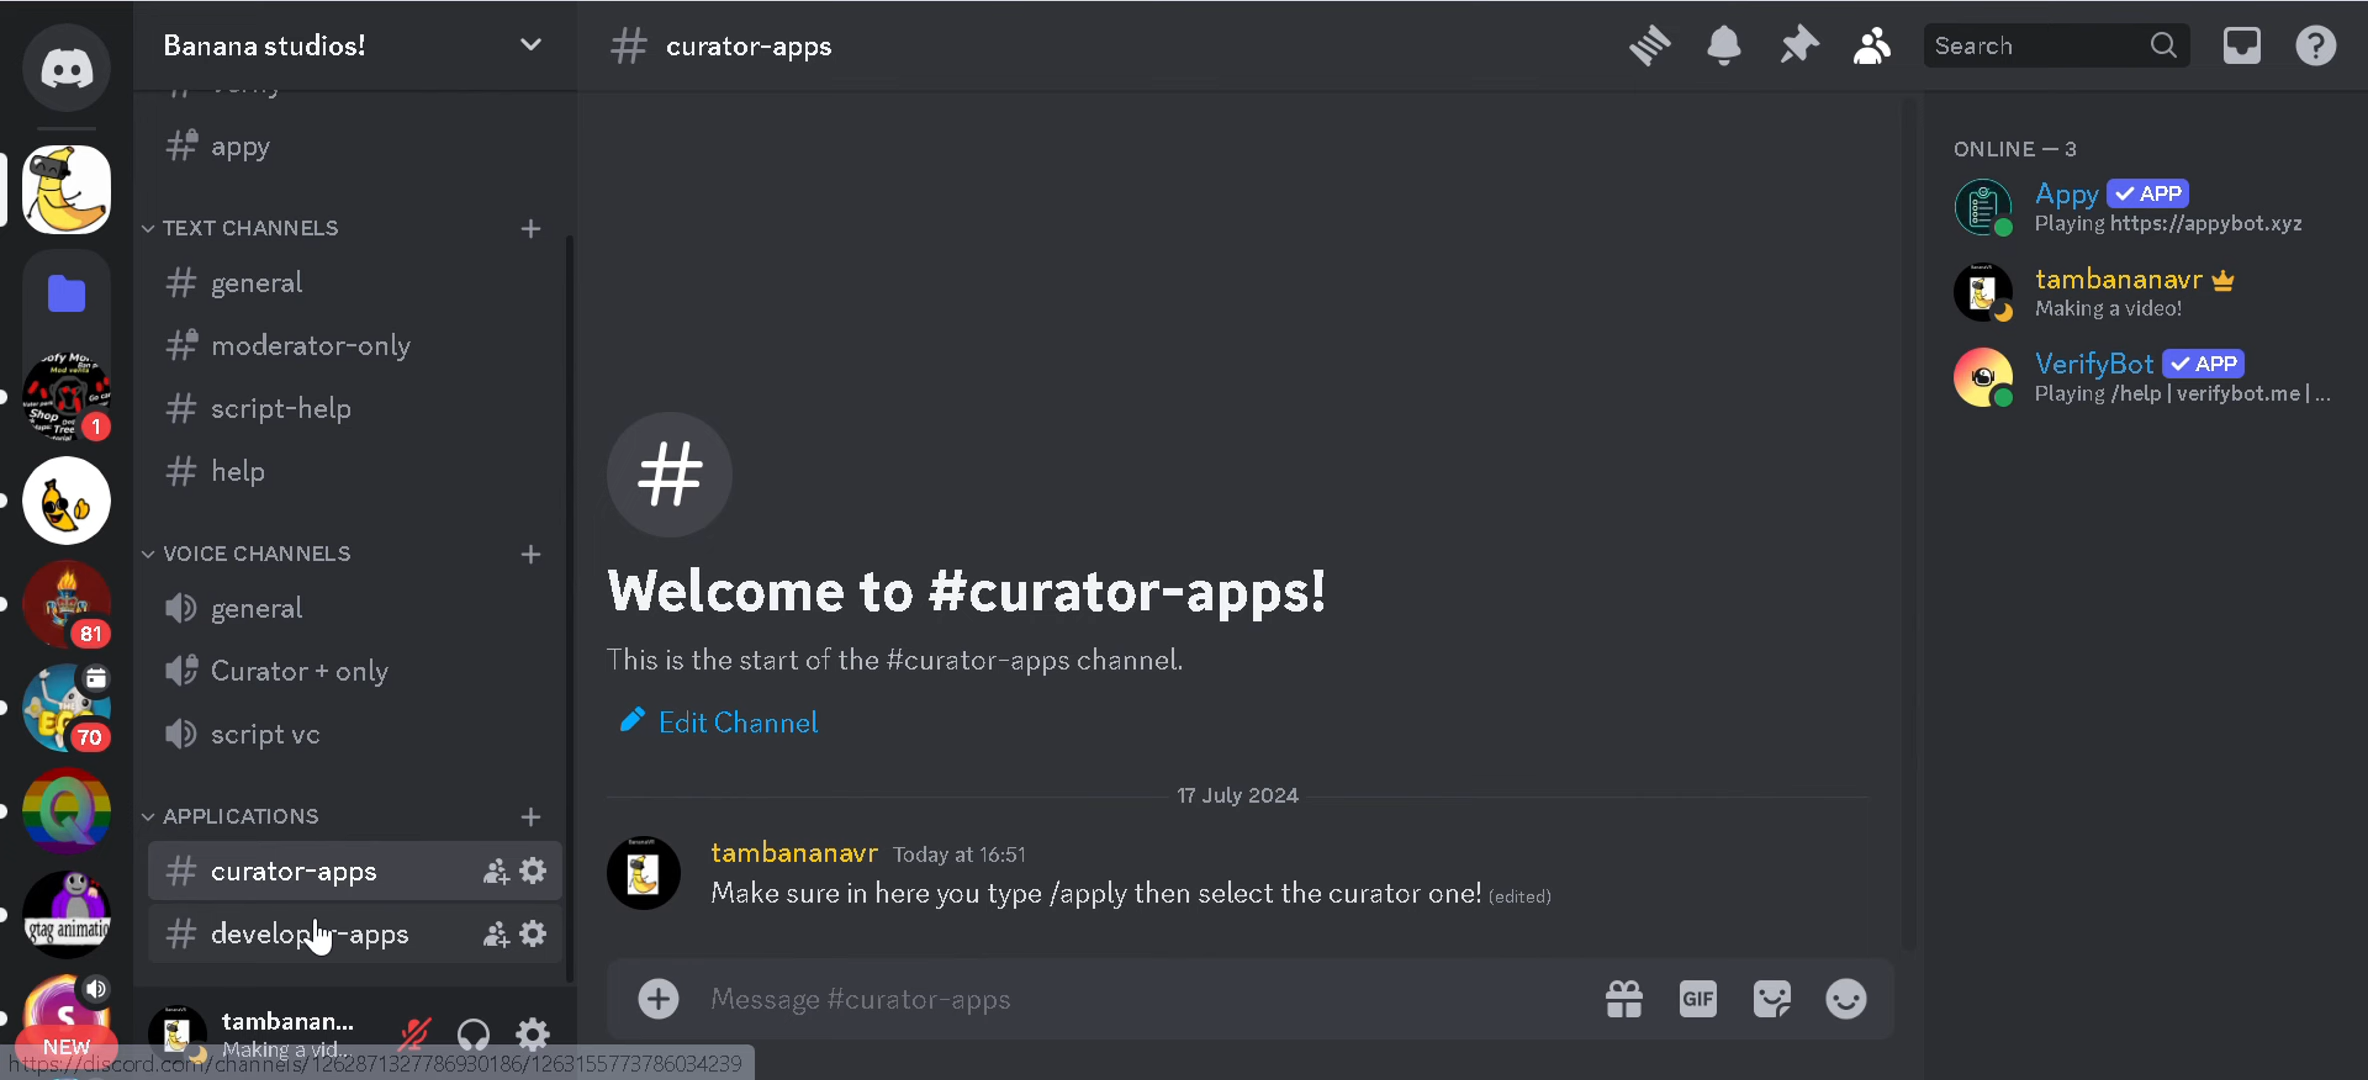 Banana studios!
appy
TEXT CHANNELS
general
moderator-only
script-help
help
VOICE CHANNELS
general
Curator + only
script vc
APPLICATIONS
curator-apps
developer-apps
tambanan...
Making a vid...
1
81
70
gtag animatio
NEW
https://discord.com/channels/1262871327786930186/1263155773786034239
curator-apps
Search
Welcome to #curator-apps!
This is the start of the #curator-apps channel.
Edit Channel
17 July 2024
tambananavr Today at 16:51
Make sure in here you type /apply then select the curator one! (edited)
Message #curator-apps
GIF
ONLINE — 3
Appy ✓ APP
Playing https://appybot.xyz
tambananavr
Making a video!
VerifyBot ✓ APP
Playing /help | verifybot.me | ...